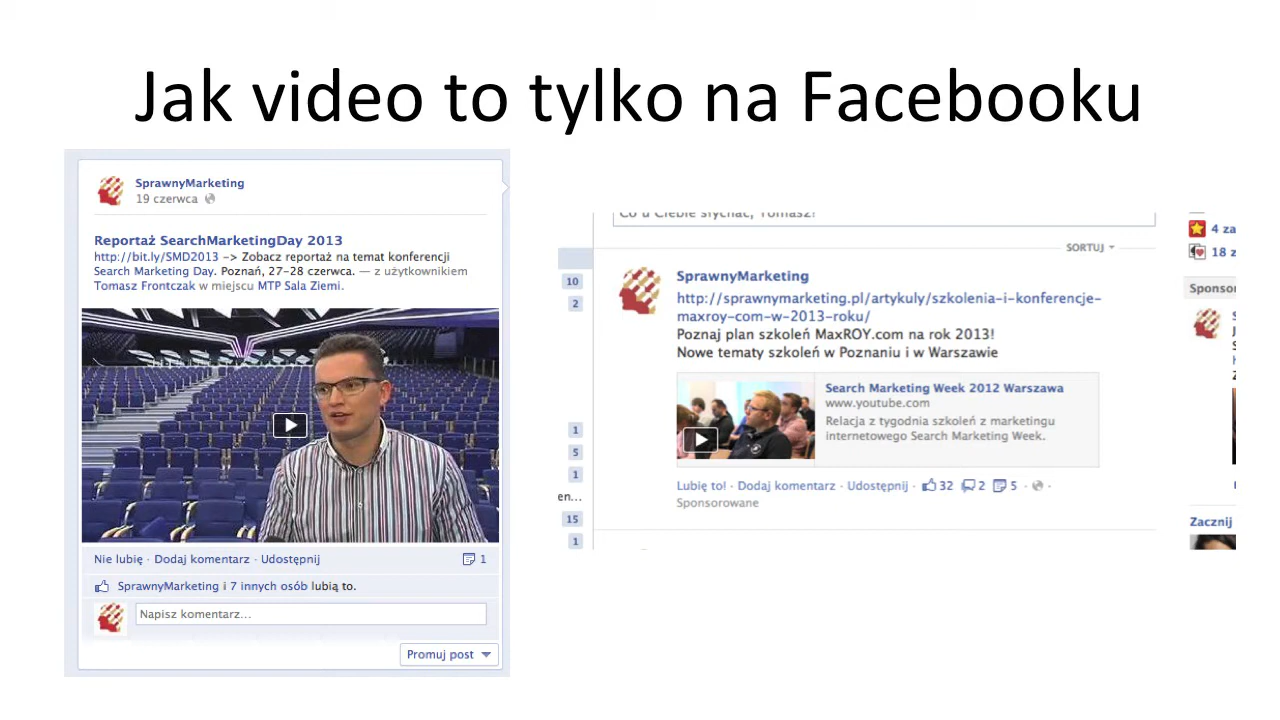 Jak video to tylko na Facebooku
SprawnyMarketing
19 czerwca
Reportaż SearchMarketingDay 2013
http://bit.ly/SMD2013 -> Zobacz reportaż na temat konferencji
Search Marketing Day. Poznań, 27-28 czerwca. — z użytkownikiem
Tomasz Frontczak w miejscu MTP Sala Ziemi.
Nie lubię · Dodaj komentarz · Udostępnij 1
SprawnyMarketing i 7 innych osób lubią to.
Napisz komentarz...
Promuj post
Co u Ciebie słychać, Tomasz?
SORTUJ
10
2
1
5
1
en...
15
1
SprawnyMarketing
http://sprawnymarketing.pl/artykuly/szkolenia-i-konferencje-
maxroy-com-w-2013-roku/
Poznaj plan szkoleń MaxROY.com na rok 2013!
Nowe tematy szkoleń w Poznaniu i w Warszawie
Search Marketing Week 2012 Warszawa
www.youtube.com
Relacja z tygodnia szkoleń z marketingu
internetowego Search Marketing Week.
Lubię to! · Dodaj komentarz · Udostępnij · 32 2 5 · ·
Sponsorowane
4 za
18 z
Sponsor
Zacznij